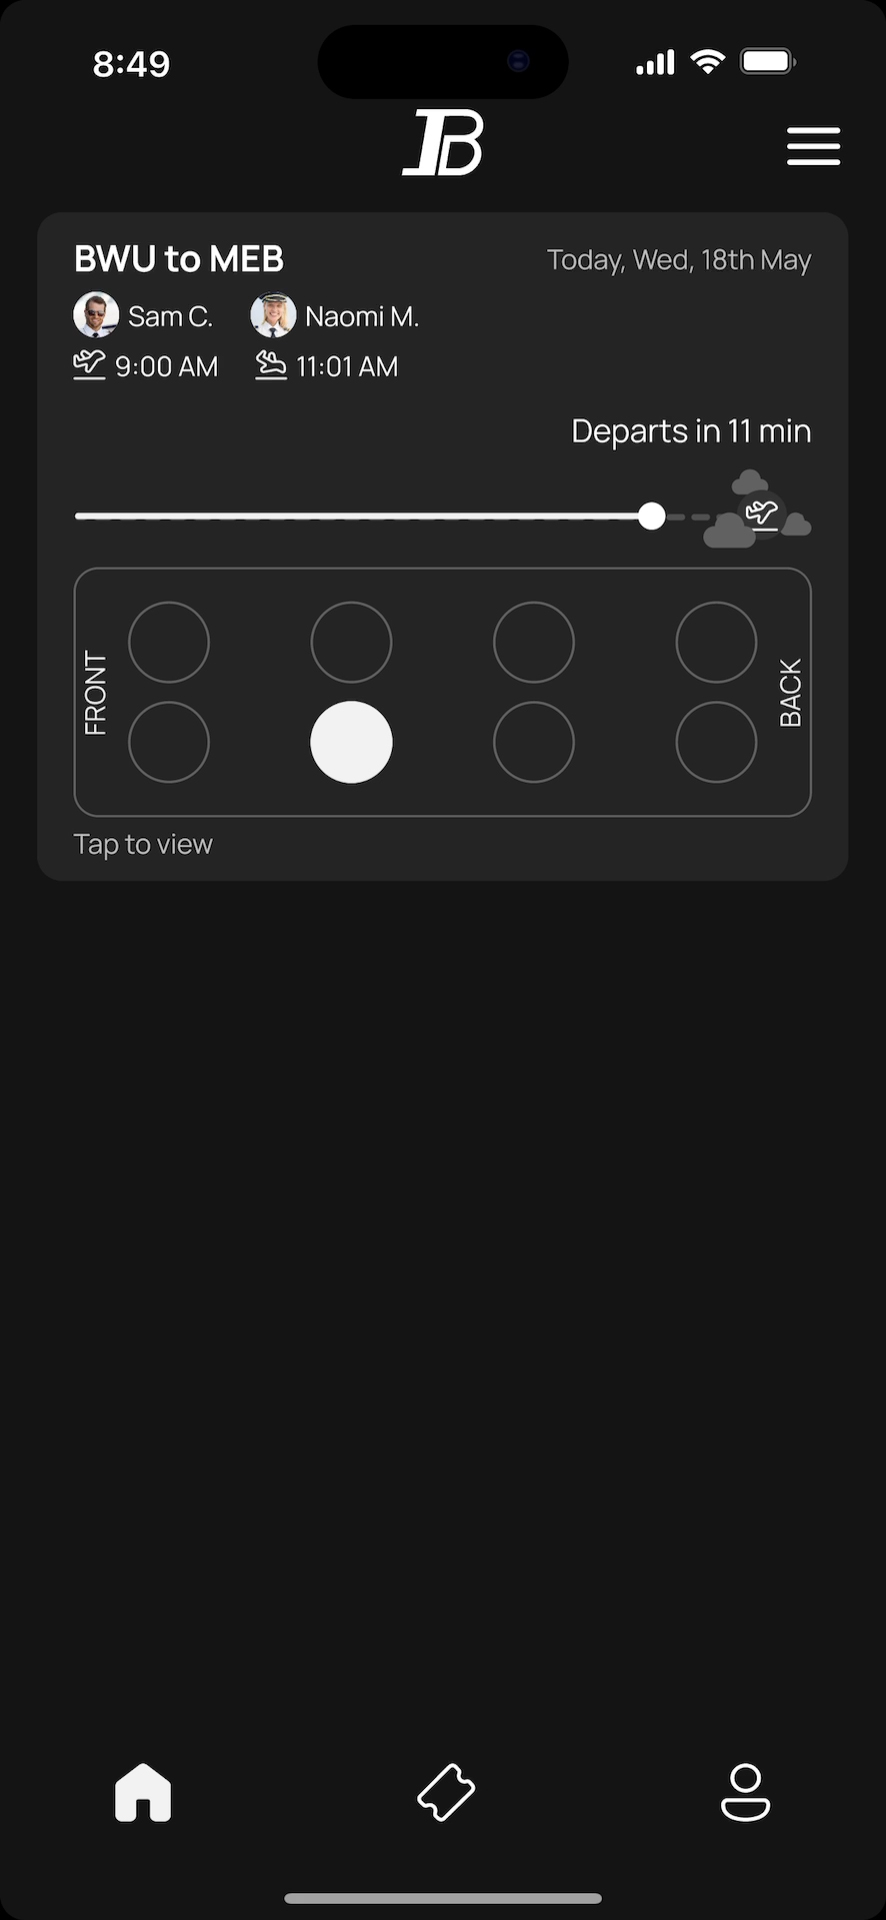 8:49
B
BWU to MEB
Today, Wed, 18th May
Sam C.
Naomi M.
9:00 AM
11:01 AM
Departs in 11 min
FRONT
BACK
Tap to view